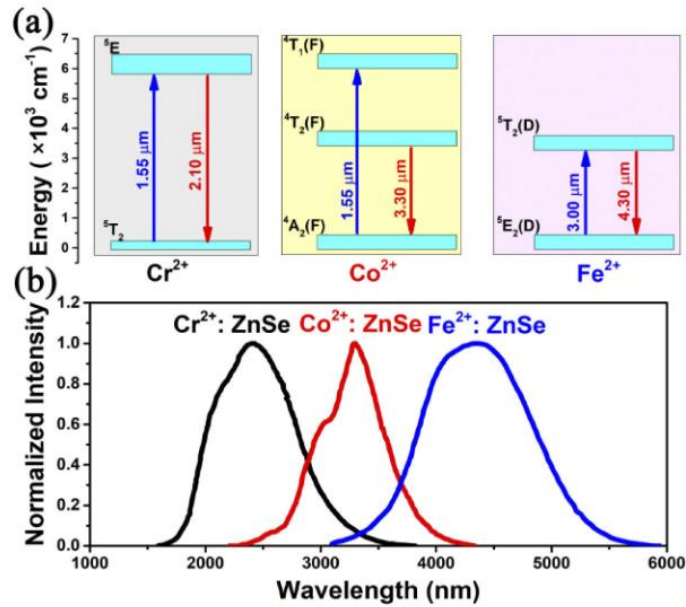 (a)
Energy ( ×10³ cm⁻¹)
7
6
5
4
3
2
1
0
⁵E
1.55 μm
2.10 μm
⁵T₂
Cr²⁺
⁴T₁(F)
⁴T₂(F)
1.55 μm
3.30 μm
⁴A₂(F)
Co²⁺
⁵T₂(D)
3.00 μm
4.30 μm
⁵E₂(D)
Fe²⁺
(b)
Normalized Intensity
1.2
1.0
0.8
0.6
0.4
0.2
0.0
Cr²⁺: ZnSe Co²⁺: ZnSe Fe²⁺: ZnSe
1000 2000 3000 4000 5000 6000
Wavelength (nm)